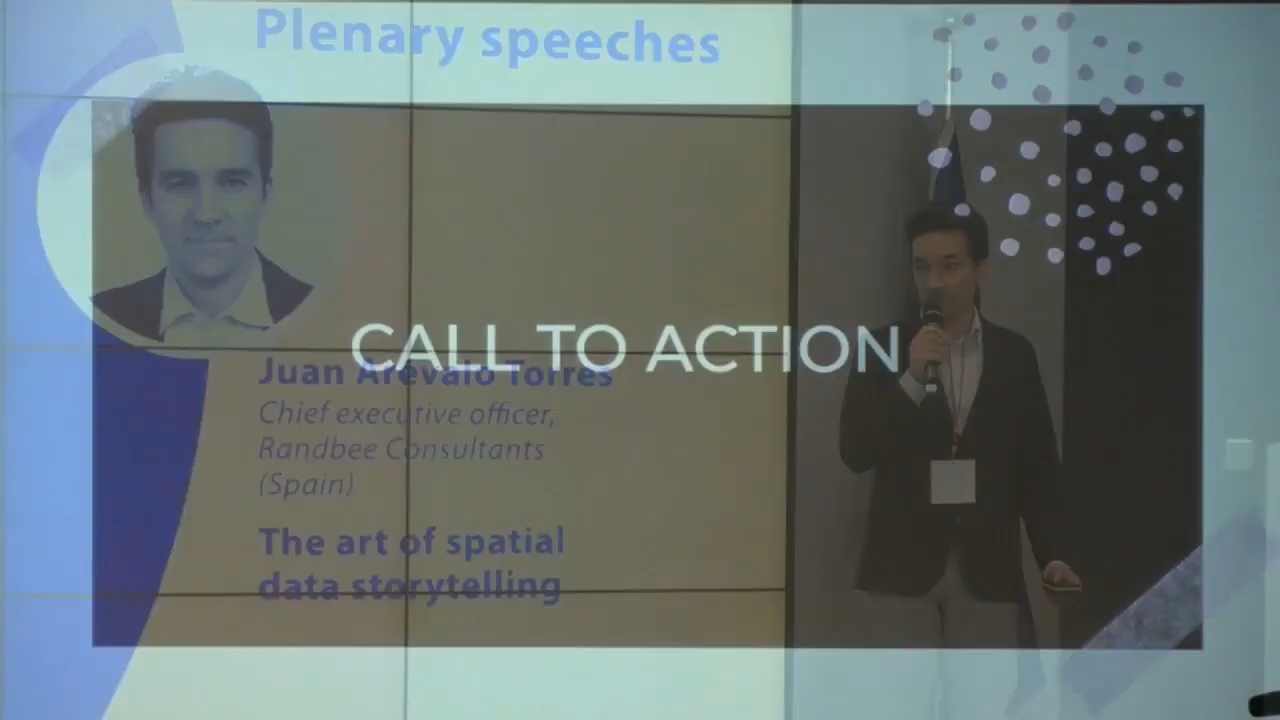 Plenary speeches
CALL TO ACTION
Juan Arévalo Torres
Chief executive officer,
Randbee Consultants
(Spain)
The art of spatial
data storytelling